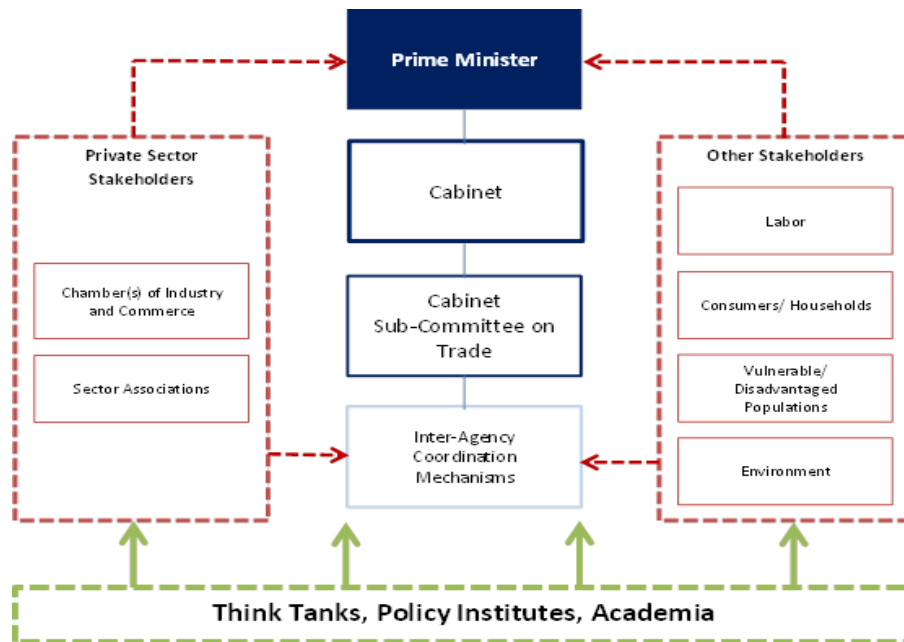 Prime Minister
Private Sector
Stakeholders
Chamber(s) of Industry
and Commerce
Sector Associations
Cabinet
Cabinet
Sub-Committee on
Trade
Inter-Agency
Coordination
Mechanisms
Other Stakeholders
Labor
Consumers/ Households
Vulnerable/
Disadvantaged
Populations
Environment
Think Tanks, Policy Institutes, Academia